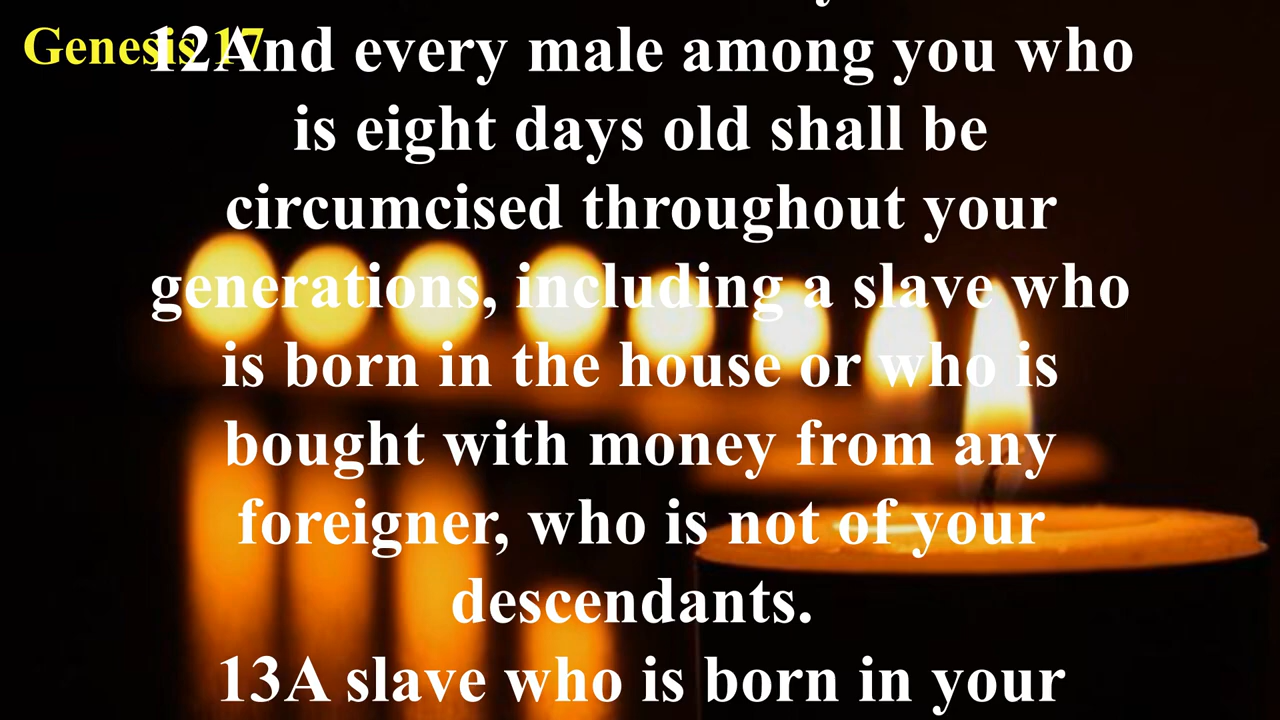 Genesis 17
12And every male among you who
is eight days old shall be
circumcised throughout your
generations, including a slave who
is born in the house or who is
bought with money from any
foreigner, who is not of your
descendants.
13A slave who is born in your